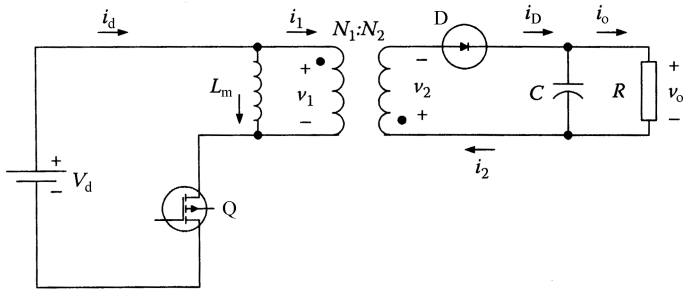 i_d
i_1
N_1:N_2
D
i_D
i_o
L_m
+
v_1
−
−
v_2
+
C
R
+
v_o
−
i_2
+
V_d
−
Q